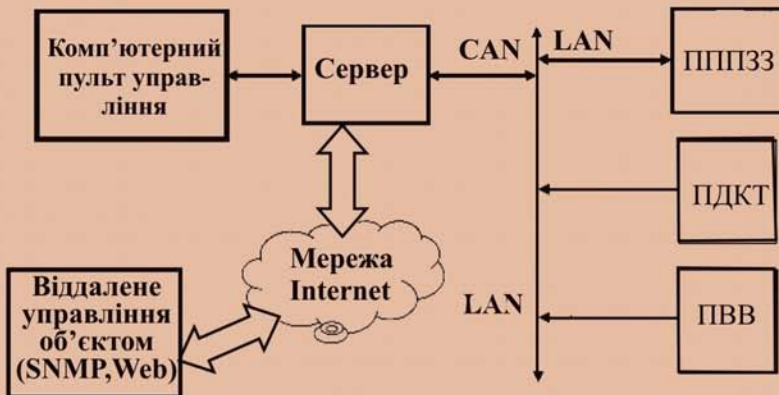 Комп’ютерний
пульт управ-
ління
Сервер
CAN
LAN
ПППЗЗ
ПДКТ
Мережа
Internet
LAN
ПВВ
Віддалене
управління
об’єктом
(SNMP,Web)